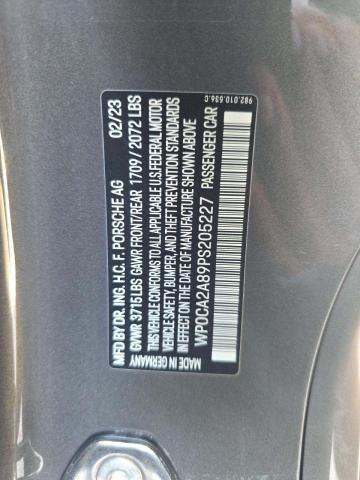 MFD BY DR. ING. H.C. F. PORSCHE AG 02/23
GVWR 3715 LBS GAWR FRONT/REAR 1709/2072 LBS
THIS VEHICLE CONFORMS TO ALL APPLICABLE U.S. FEDERAL MOTOR
VEHICLE SAFETY, BUMPER, AND THEFT PREVENTION STANDARDS
IN EFFECT ON THE DATE OF MANUFACTURE SHOWN ABOVE
WP0CA2A89PS205227 PASSENGER CAR
MADE IN GERMANY
982.010.536.C